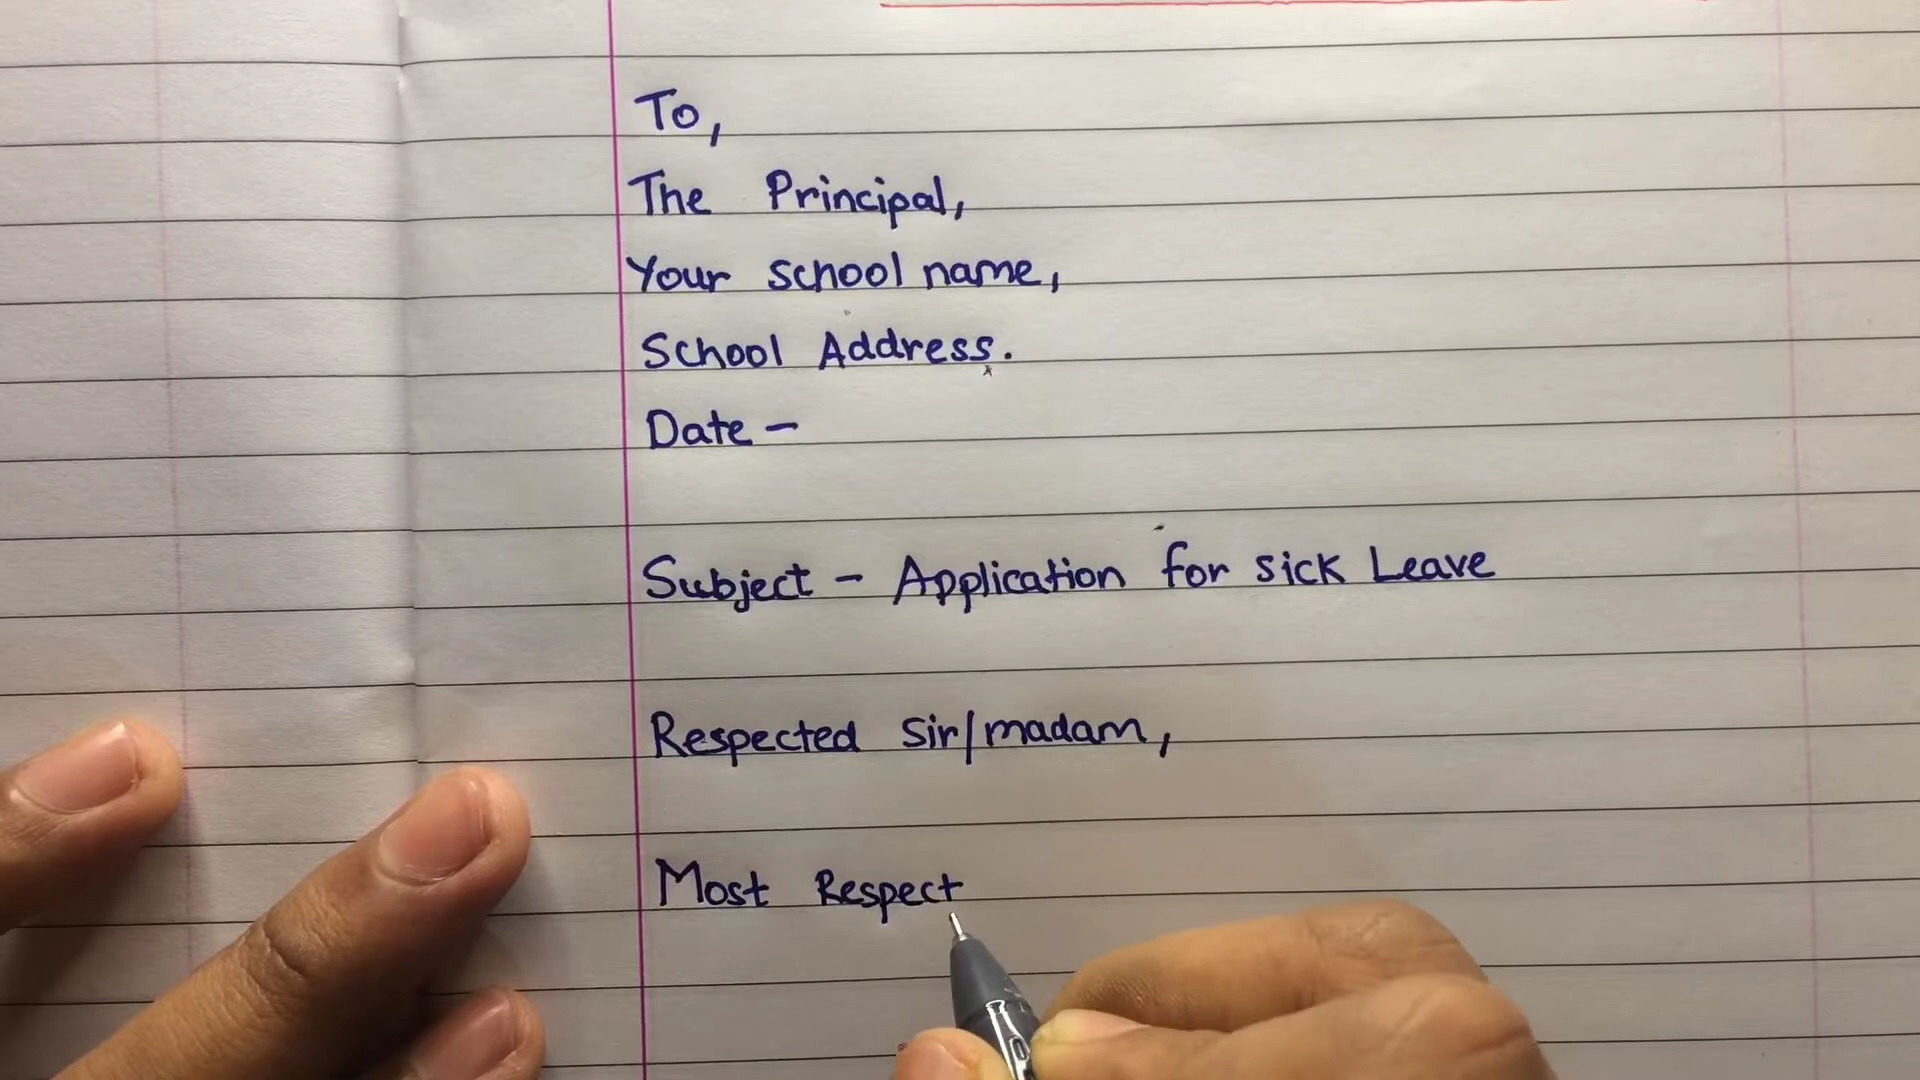 To,
The Principal,
Your school name,
School Address.
Date -
Subject - Application for sick Leave
Respected Sir/madam,
Most Respect